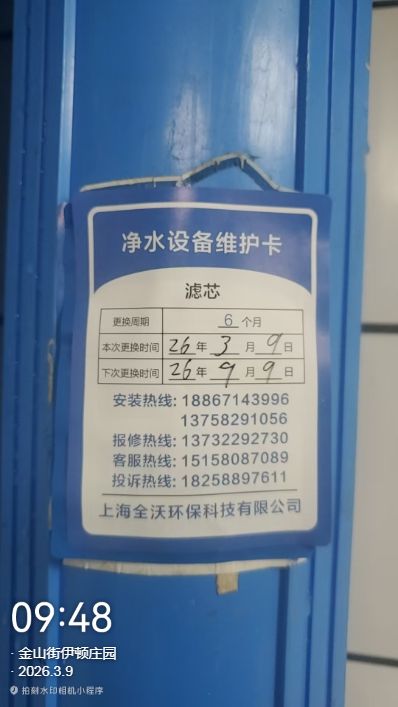 净水设备维护卡
滤芯
更换周期 6 个月
本次更换时间 26 年 3 月 9 日
下次更换时间 26 年 9 月 9 日
安装热线: 18867143996
13758291056
报修热线: 13732292730
客服热线: 15158087089
投诉热线: 18258897611
上海全沃环保科技有限公司
09:48
· 金山街伊顿庄园
· 2026.3.9
拍刻水印相机小程序